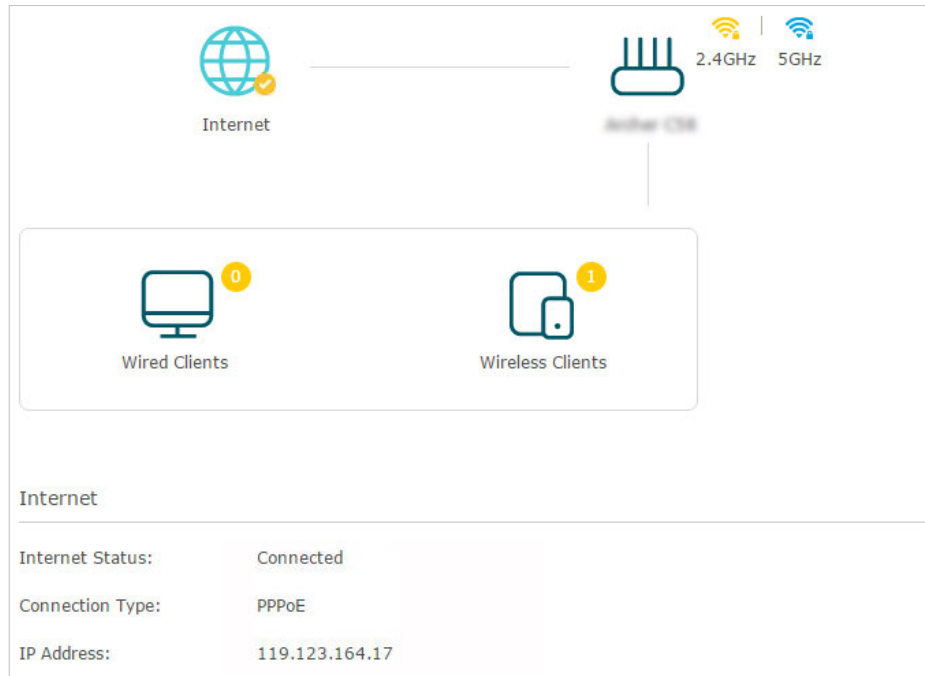 2.4GHz
5GHz
Internet
0
1
Wired Clients
Wireless Clients
Internet
Internet Status:
Connected
Connection Type:
PPPoE
IP Address:
119.123.164.17